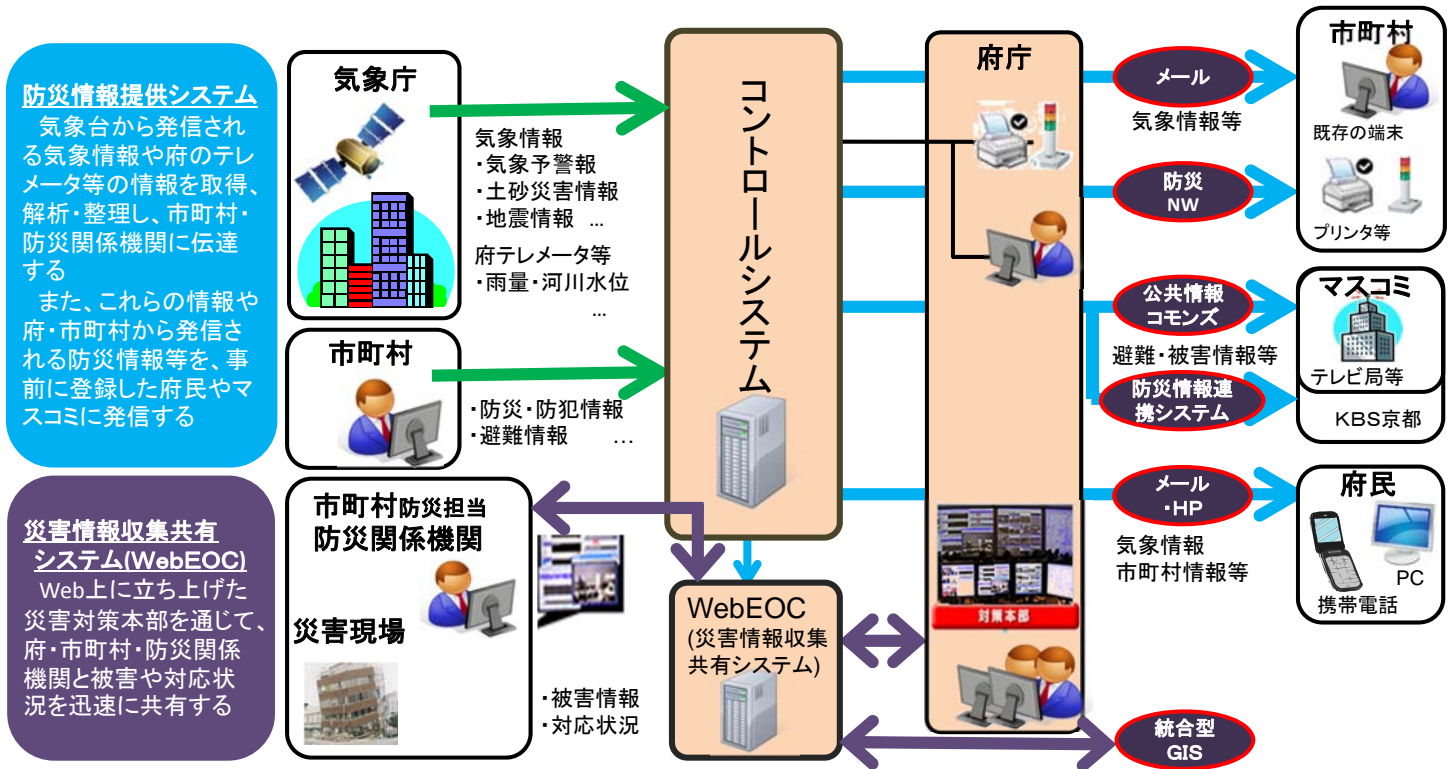 防災情報提供システム
気象台から発信され
る気象情報や府のテレ
メータ等の情報を取得、
解析・整理し、市町村・
防災関係機関に伝達
する
また、これらの情報や
府・市町村から発信さ
れる防災情報等を、事
前に登録した府民やマ
スコミに発信する
災害情報収集共有
システム(WebEOC)
Web上に立ち上げた
災害対策本部を通じて、
府・市町村・防災関係
機関と被害や対応状
況を迅速に共有する
気象庁
気象情報
・気象予警報
・土砂災害情報
・地震情報 …
府テレメータ等
・雨量・河川水位
…
市町村
・防災・防犯情報
・避難情報 …
市町村防災担当
防災関係機関
災害現場
・被害情報
・対応状況
コントロールシステム
WebEOC
(災害情報収集
共有システム)
府庁
対策本部
メール
気象情報等
防災
NW
公共情報
コモンズ
避難・被害情報等
防災情報連
携システム
メール
・HP
気象情報
市町村情報等
統合型
GIS
市町村
既存の端末
プリンタ等
マスコミ
テレビ局等
KBS京都
府民
PC
携帯電話